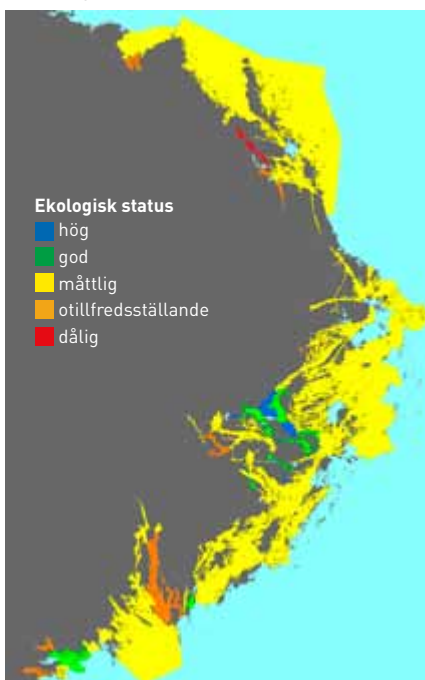 Ekologisk status
hög
god
måttlig
otillfredsställande
dålig